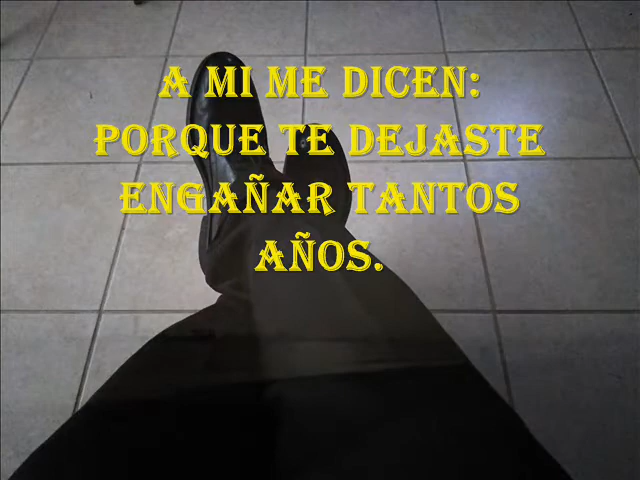 A MI ME DICEN:
PORQUE TE DEJASTE
ENGAÑAR TANTOS
AÑOS.